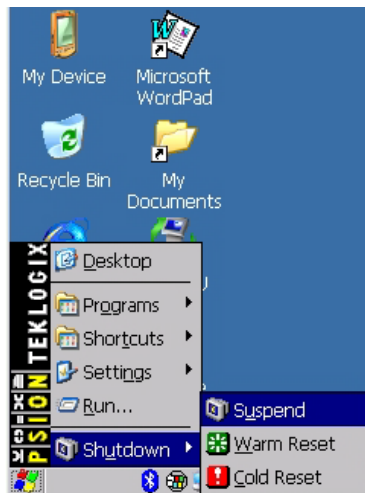 My Device
Microsoft
WordPad
Recycle Bin
My
Documents
PSION TEKLOGIX
Desktop
Programs
Shortcuts
Settings
Run...
Shutdown
Suspend
Warm Reset
Cold Reset